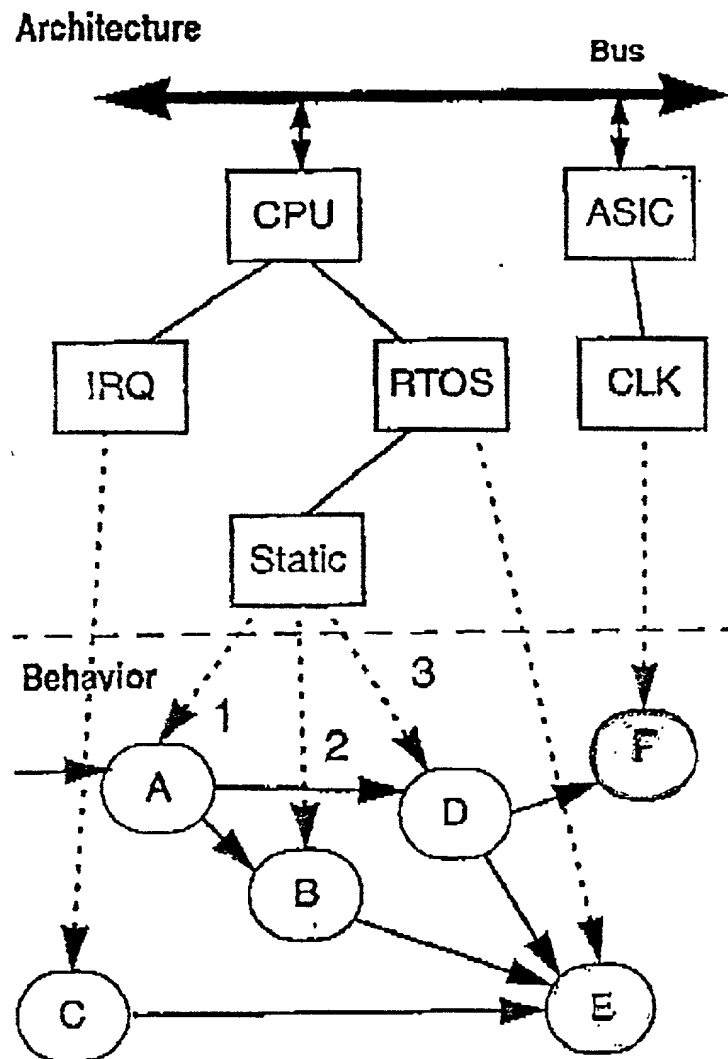 Architecture
Bus
CPU
ASIC
IRQ
RTOS
CLK
Static
Behavior
1
2
3
A
B
C
D
E
F